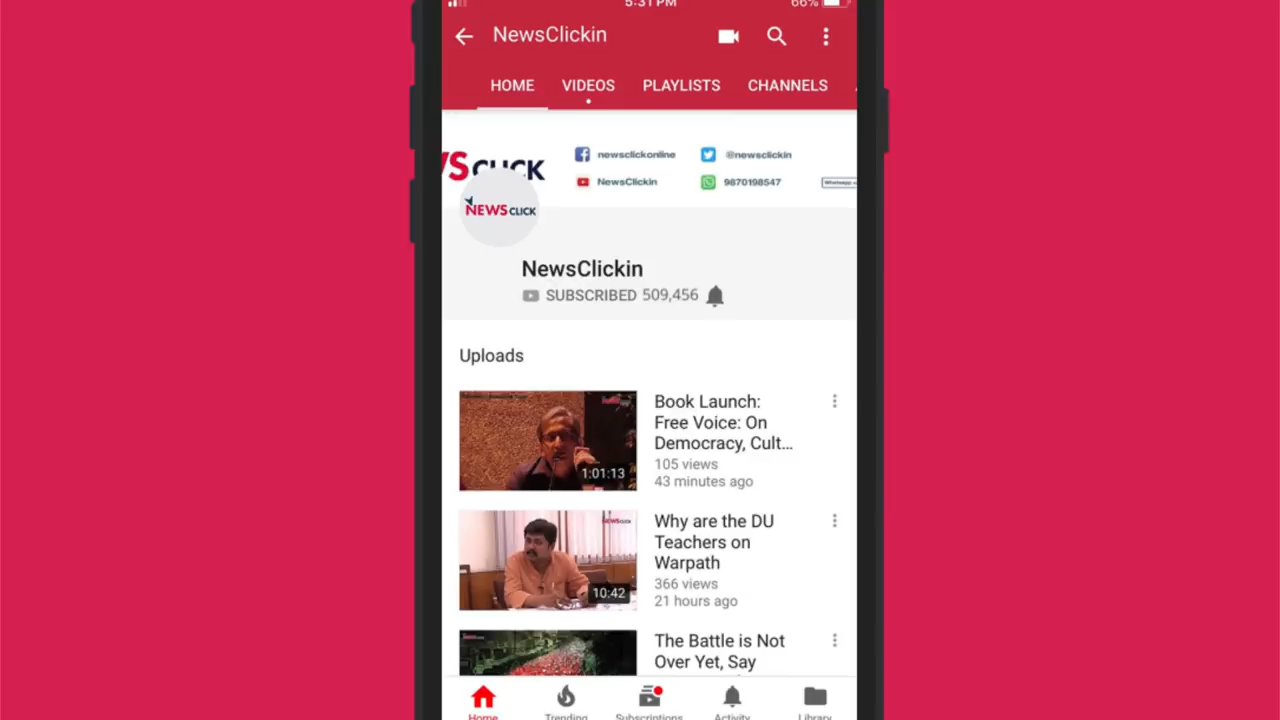 5:31 PM
66%
NewsClickin
HOME
VIDEOS
PLAYLISTS
CHANNELS
CLICK
newsclickonline
@newsclickin
NewsClickin
9870198547
Whatsapp
NEWS CLICK
NewsClickin
SUBSCRIBED 509,456
Uploads
Book Launch:
Free Voice: On
Democracy, Cult...
105 views
43 minutes ago
1:01:13
Why are the DU
Teachers on
Warpath
366 views
21 hours ago
NEWSCLICK
10:42
The Battle is Not
Over Yet, Say
Home
Trending
Subscriptions
Activity
Library